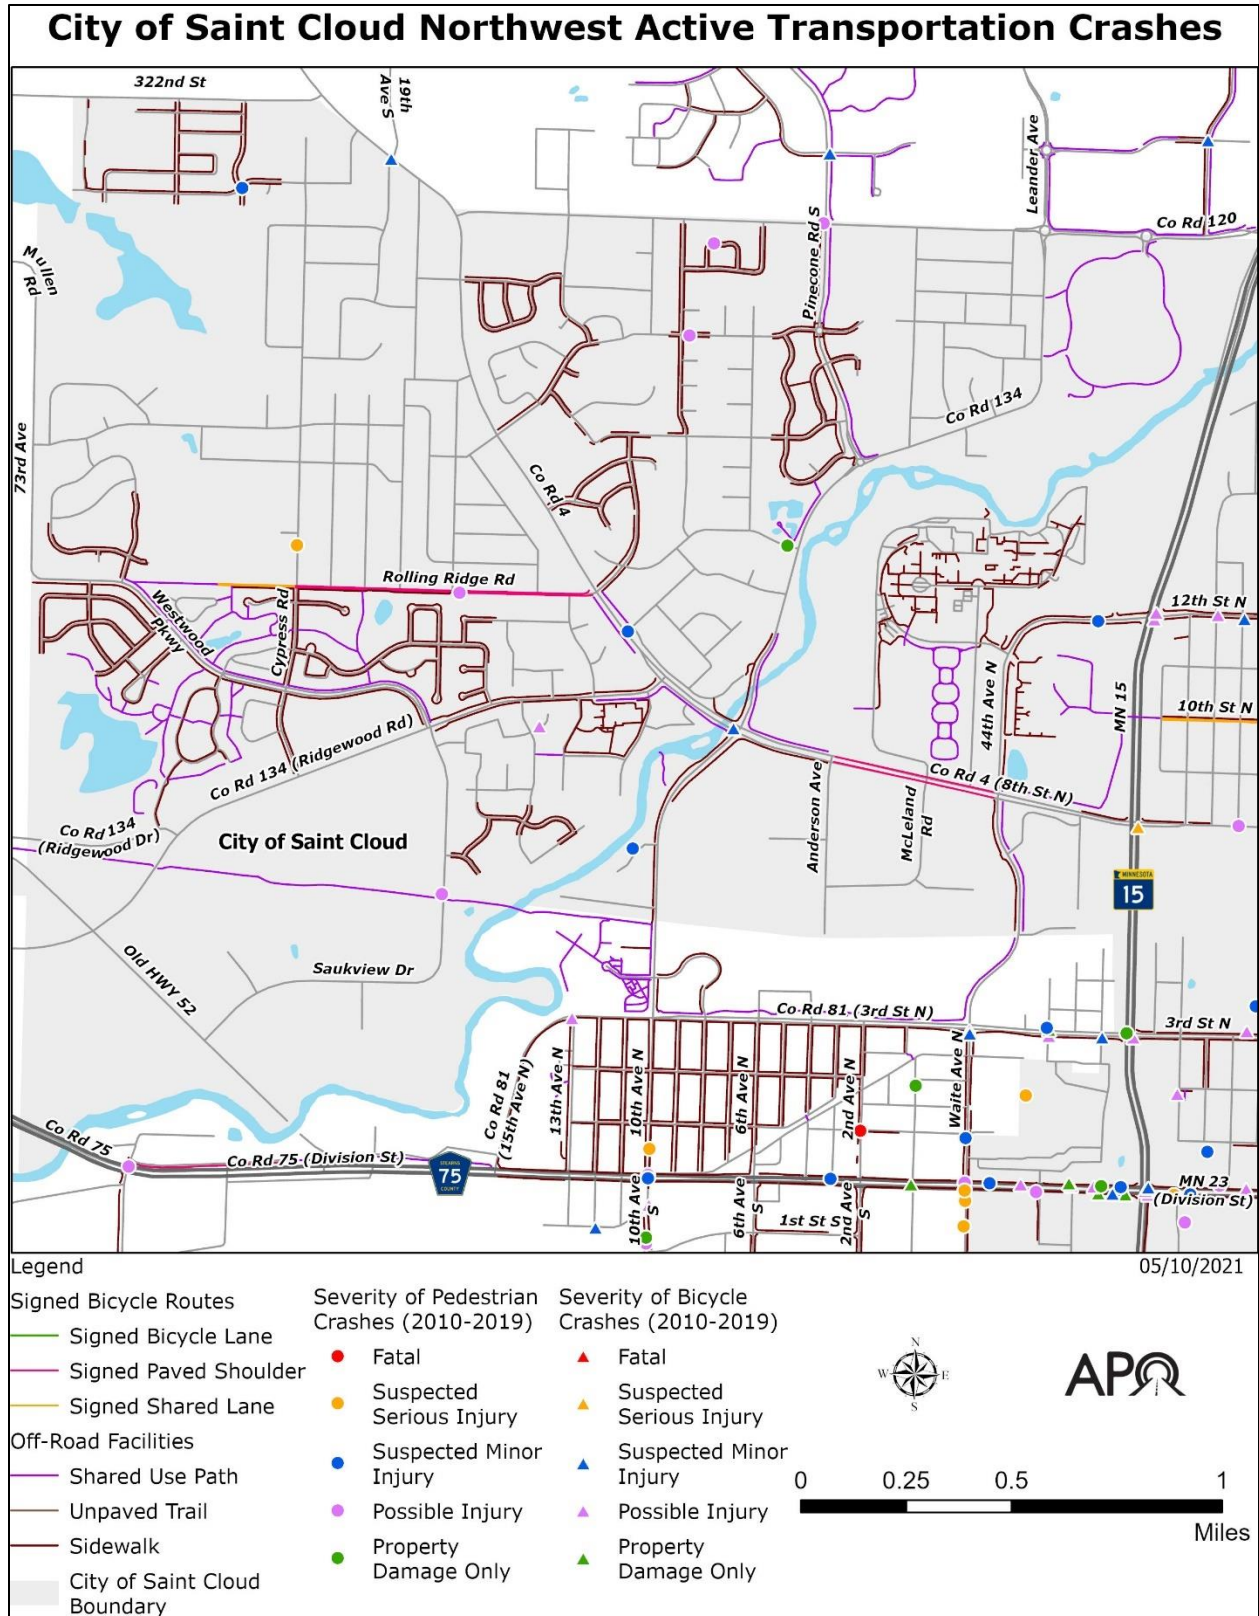 City of Saint Cloud Northwest Active Transportation Crashes
322nd St
19th
Ave S
Leander Ave
Co Rd 120
Mullen
Rd
Pinecone Rd S
Co Rd 134
73rd Ave
Co Rd 4
Rolling Ridge Rd
12th St N
Westwood
Pkwy
Cypress Rd
44th Ave N
MN 15
10th St N
Co Rd 134 (Ridgewood Rd)
Co Rd 4 (8th St N)
Anderson Ave
McLeland
Rd
Co Rd 134
(Ridgewood Dr)
City of Saint Cloud
MINNESOTA
15
Old HWY 52
Saukview Dr
Co Rd 81 (3rd St N)
3rd St N
Co Rd 81
(15th Ave N)
13th Ave N
10th Ave N
6th Ave N
2nd Ave N
Waite Ave N
Co Rd 75
Co Rd 75 (Division St)
STEARNS
75
COUNTY
MN 23
(Division St)
10th Ave
S
6th Ave
S
1st St S
2nd Ave
S
05/10/2021
Legend
Signed Bicycle Routes
Signed Bicycle Lane
Signed Paved Shoulder
Signed Shared Lane
Off-Road Facilities
Shared Use Path
Unpaved Trail
Sidewalk
City of Saint Cloud
Boundary
Severity of Pedestrian
Crashes (2010-2019)
Fatal
Suspected
Serious Injury
Suspected Minor
Injury
Possible Injury
Property
Damage Only
Severity of Bicycle
Crashes (2010-2019)
Fatal
Suspected
Serious Injury
Suspected Minor
Injury
Possible Injury
Property
Damage Only
N
W
E
S
APO
0 0.25 0.5 1
Miles